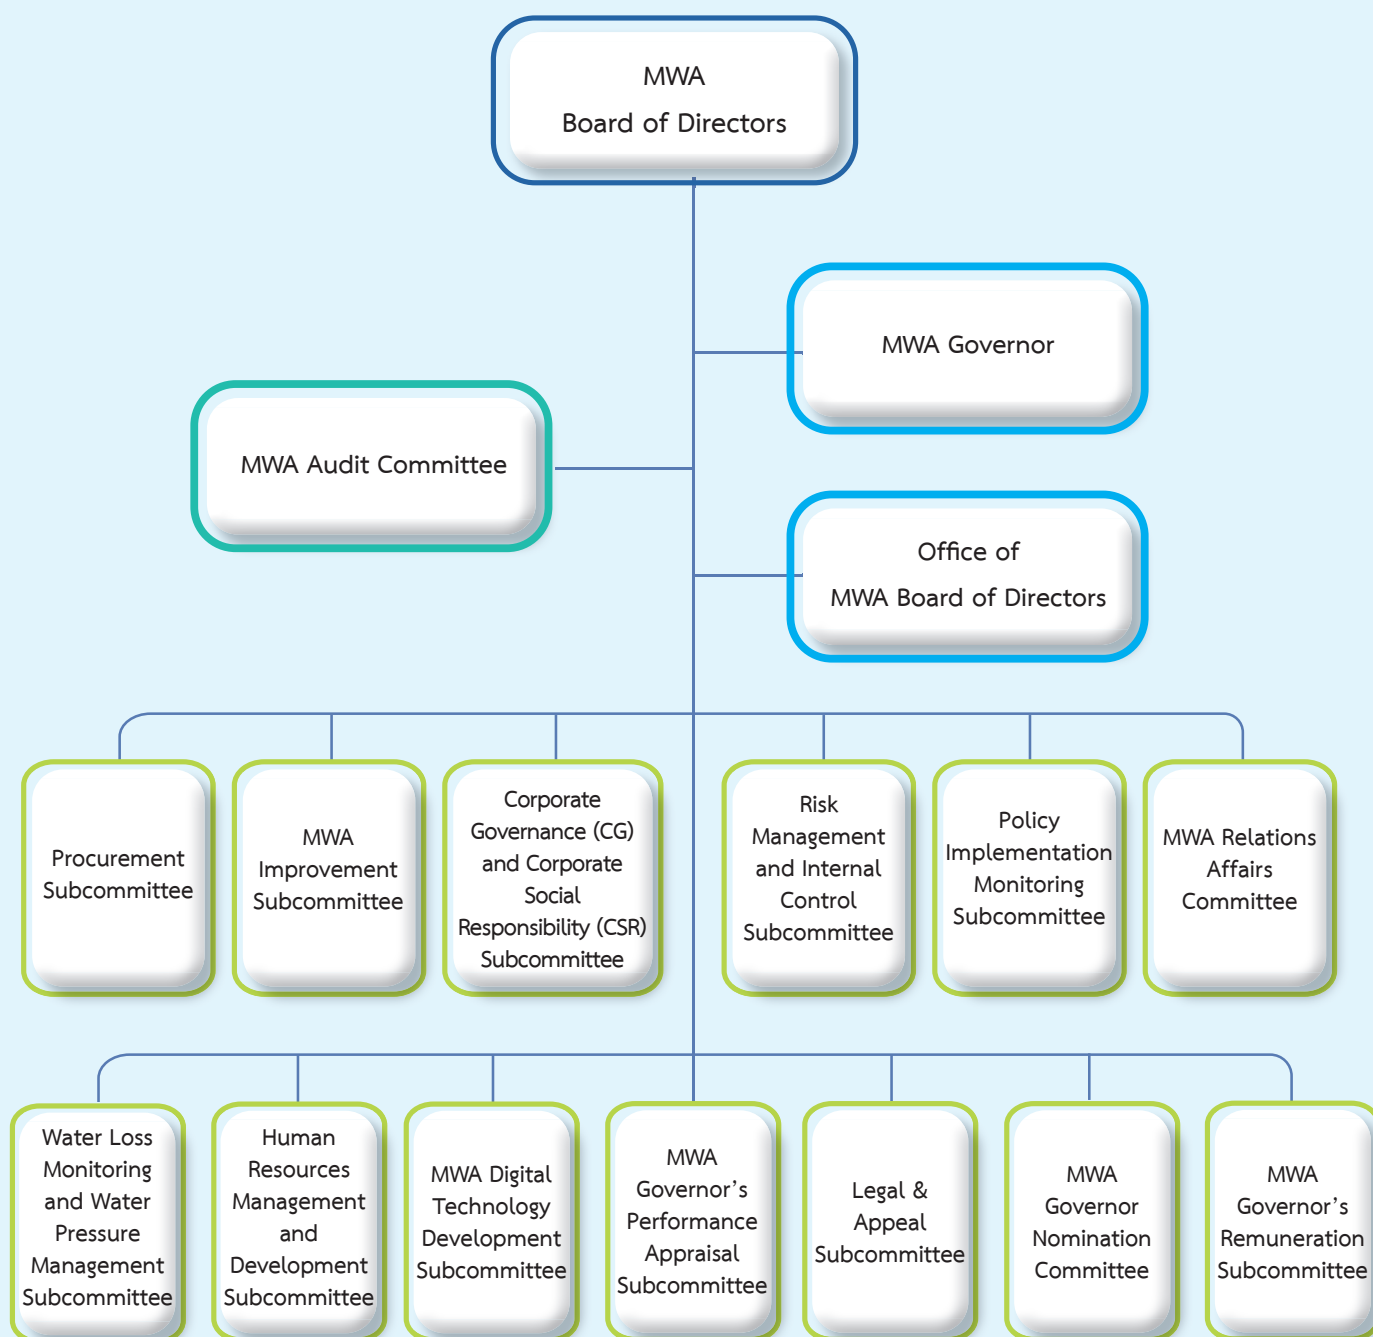 MWA
Board of Directors
MWA Governor
MWA Audit Committee
Office of
MWA Board of Directors
Procurement
Subcommittee
MWA
Improvement
Subcommittee
Corporate
Governance (CG)
and Corporate
Social
Responsibility (CSR)
Subcommittee
Risk
Management
and Internal
Control
Subcommittee
Policy
Implementation
Monitoring
Subcommittee
MWA Relations
Affairs
Committee
Water Loss
Monitoring
and Water
Pressure
Management
Subcommittee
Human
Resources
Management
and
Development
Subcommittee
MWA Digital
Technology
Development
Subcommittee
MWA
Governor’s
Performance
Appraisal
Subcommittee
Legal &
Appeal
Subcommittee
MWA
Governor
Nomination
Committee
MWA
Governor’s
Remuneration
Subcommittee